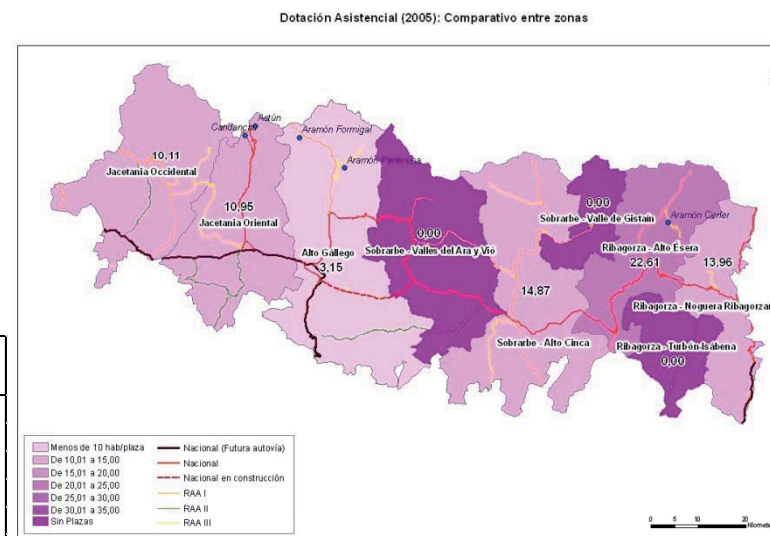 Dotación Asistencial (2005): Comparativo entre zonas
Candanchú
Astún
Aramón Formigal
Aramón Panticosa
10,11
Jacetania Occidental
10,95
Jacetania Oriental
Alto Gállego
3,15
0,00
Sobrarbe - Valles del Ara y Vió
0,00
Sobrarbe - Valle de Gistain
Aramón Cerler
Ribagorza - Alto Ésera
22,61
13,96
14,87
Ribagorza - Noguera Ribagorzan
Sobrarbe - Alto Cinca
Ribagorza - Turbón-Isábena
0,00
Menos de 10 hab/plaza
De 10,01 a 15,00
De 15,01 a 20,00
De 20,01 a 25,00
De 25,01 a 30,00
De 30,01 a 35,00
Sin Plazas
Nacional (Futura autovía)
Nacional
Nacional en construcción
RAA I
RAA II
RAA III
0 5 10 20
Kilomete